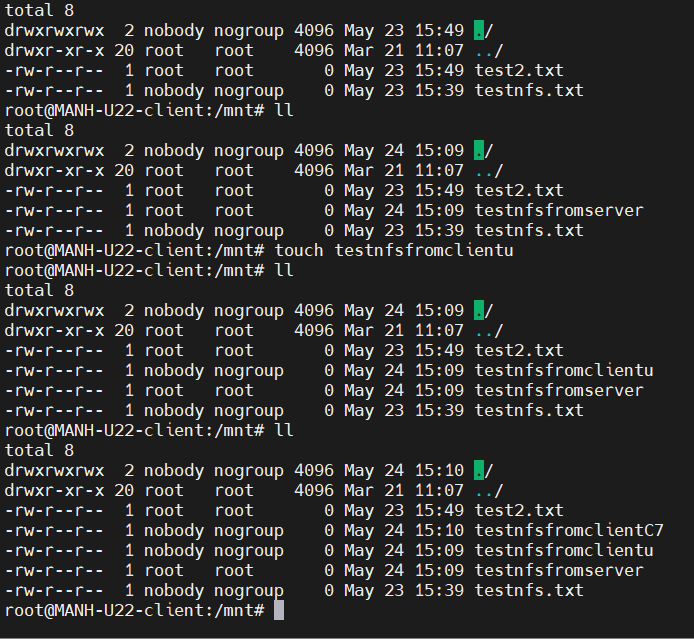 total 8
drwxrwxrwx  2 nobody nogroup 4096 May 23 15:49 ./
drwxr-xr-x 20 root   root    4096 Mar 21 11:07 ../
-rw-r--r--  1 root   root       0 May 23 15:49 test2.txt
-rw-r--r--  1 nobody nogroup    0 May 23 15:39 testnfs.txt
root@MANH-U22-client:/mnt# ll
total 8
drwxrwxrwx  2 nobody nogroup 4096 May 24 15:09 ./
drwxr-xr-x 20 root   root    4096 Mar 21 11:07 ../
-rw-r--r--  1 root   root       0 May 23 15:49 test2.txt
-rw-r--r--  1 root   root       0 May 24 15:09 testnfsfromserver
-rw-r--r--  1 nobody nogroup    0 May 23 15:39 testnfs.txt
root@MANH-U22-client:/mnt# touch testnfsfromclientu
root@MANH-U22-client:/mnt# ll
total 8
drwxrwxrwx  2 nobody nogroup 4096 May 24 15:09 ./
drwxr-xr-x 20 root   root    4096 Mar 21 11:07 ../
-rw-r--r--  1 root   root       0 May 23 15:49 test2.txt
-rw-r--r--  1 nobody nogroup    0 May 24 15:09 testnfsfromclientu
-rw-r--r--  1 root   root       0 May 24 15:09 testnfsfromserver
-rw-r--r--  1 nobody nogroup    0 May 23 15:39 testnfs.txt
root@MANH-U22-client:/mnt# ll
total 8
drwxrwxrwx  2 nobody nogroup 4096 May 24 15:10 ./
drwxr-xr-x 20 root   root    4096 Mar 21 11:07 ../
-rw-r--r--  1 root   root       0 May 23 15:49 test2.txt
-rw-r--r--  1 nobody nogroup    0 May 24 15:10 testnfsfromclientC7
-rw-r--r--  1 nobody nogroup    0 May 24 15:09 testnfsfromclientu
-rw-r--r--  1 root   root       0 May 24 15:09 testnfsfromserver
-rw-r--r--  1 nobody nogroup    0 May 23 15:39 testnfs.txt
root@MANH-U22-client:/mnt#